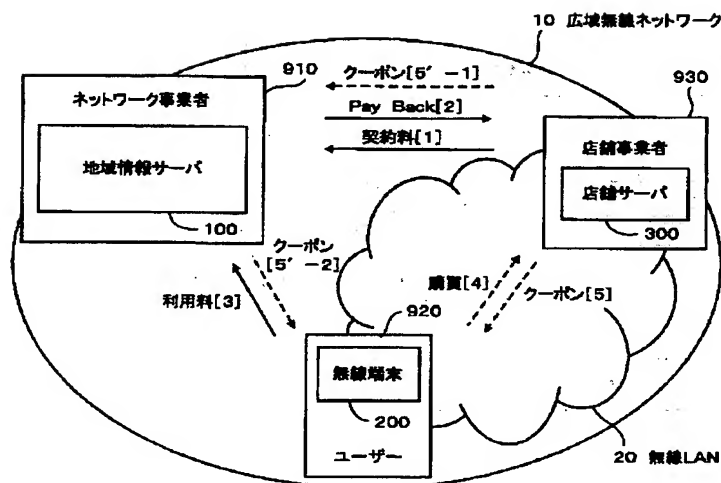 10 広域無線ネットワーク
910
クーポン[5′-1]
930
ネットワーク事業者
Pay Back[2]
店舗事業者
契約料[1]
地域情報サーバ
店舗サーバ
100
300
クーポン
[5′-2]
購買[4]
クーポン[5]
利用料[3]
920
無線端末
200
ユーザー
20 無線LAN